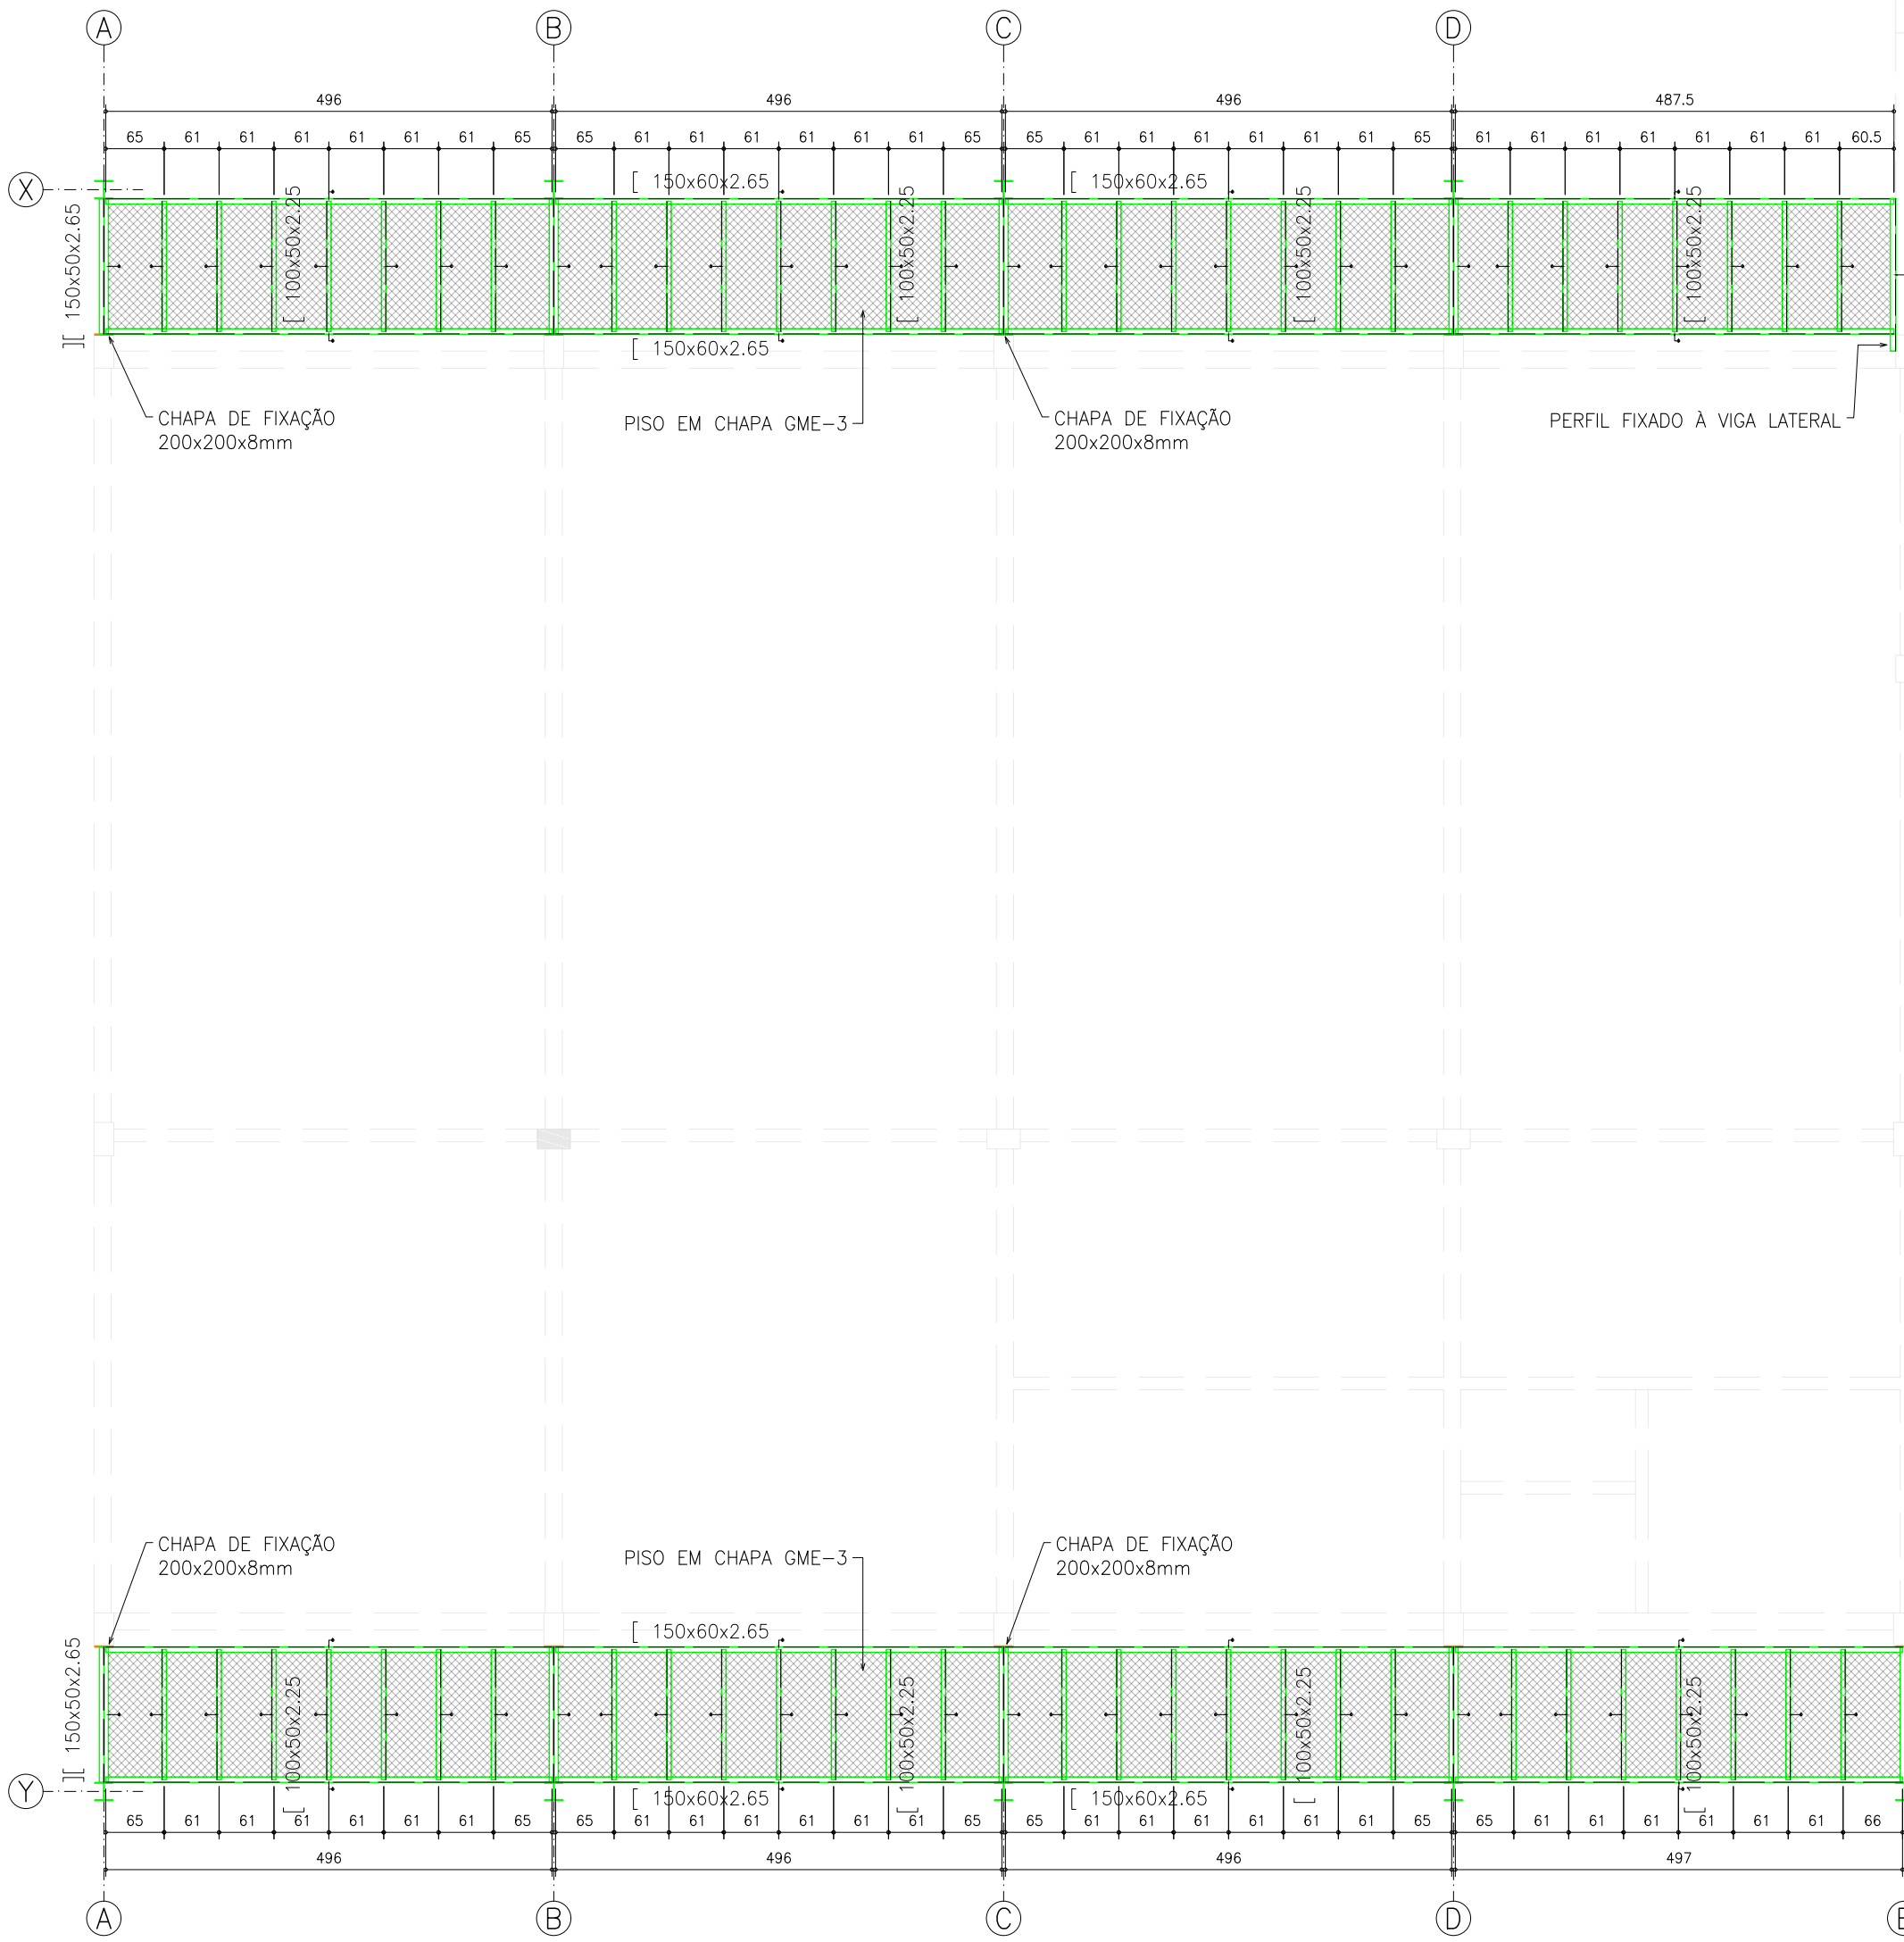 A B C D
496 496 496 487.5
65 61 61 61 61 61 61 65 65 61 61 61 61 61 61 65 65 61 61 61 61 61 61 65 61 61 61 61 61 61 61 60.5
X
[ 150x60x2.65
[ 150x60x2.65
][ 150x50x2.65
[ 100x50x2.25
[ 100x50x2.25
[ 100x50x2.25
[ 100x50x2.25
[ 150x60x2.65
CHAPA DE FIXAÇÃO
200x200x8mm
PISO EM CHAPA GME-3
CHAPA DE FIXAÇÃO
200x200x8mm
PERFIL FIXADO À VIGA LATERAL
CHAPA DE FIXAÇÃO
200x200x8mm
PISO EM CHAPA GME-3
CHAPA DE FIXAÇÃO
200x200x8mm
[ 150x60x2.65
][ 150x50x2.65
[ 100x50x2.25
[ 100x50x2.25
[ 100x50x2.25
[ 100x50x2.25
Y
[ 150x60x2.65
[ 150x60x2.65
65 61 61 61 61 61 61 65 65 61 61 61 61 61 61 65 65 61 61 61 61 61 61 65 65 61 61 61 61 61 61 66
496 496 496 497
A B C D